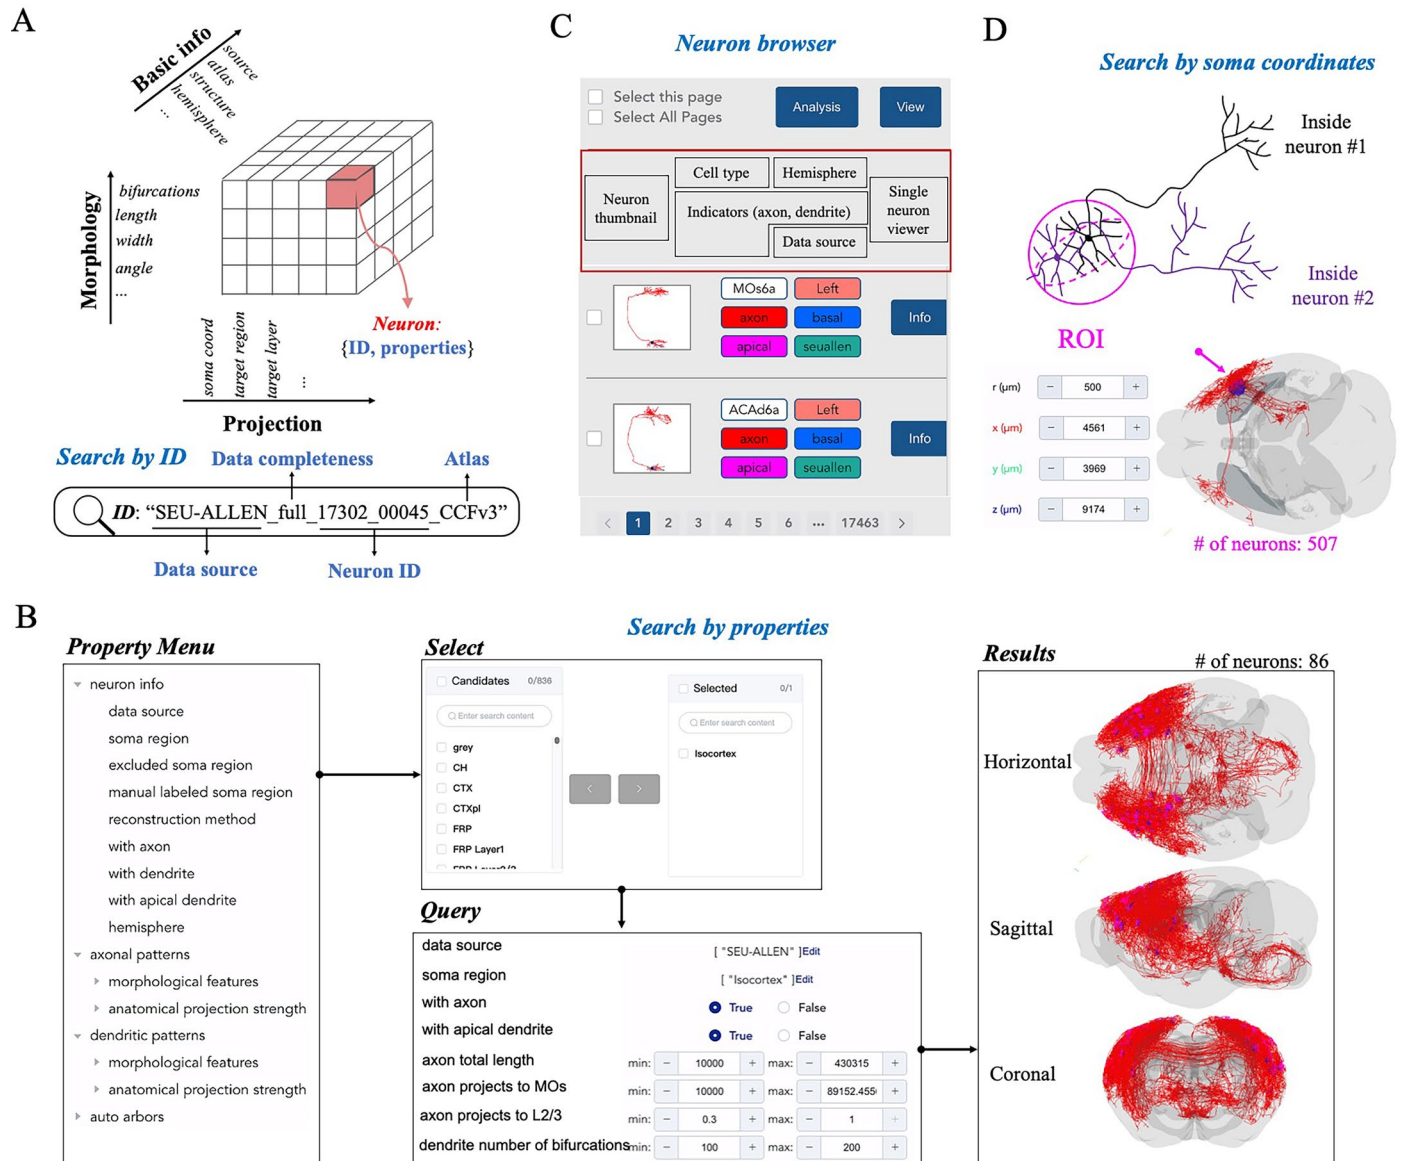 A
Basic info
source
atlas
structure
hemisphere
...
Morphology
bifurcations
length
width
angle
...
soma coord
target region
target layer
...
Projection
Neuron:
{ID, properties}
Search by ID
Data completeness
Atlas
ID: “SEU-ALLEN_full_17302_00045_CCFv3”
Data source
Neuron ID
C
Neuron browser
Select this page
Select All Pages
Analysis
View
Neuron
thumbnail
Cell type
Hemisphere
Indicators (axon, dendrite)
Data source
Single
neuron
viewer
MOs6a
Left
axon
basal
apical
seuallen
Info
ACAd6a
Left
axon
basal
apical
seuallen
Info
< 1 2 3 4 5 6 ... 17463 >
D
Search by soma coordinates
Inside
neuron #1
Inside
neuron #2
ROI
r (μm) − 500 +
x (μm) − 4561 +
y (μm) − 3969 +
z (μm) − 9174 +
# of neurons: 507
B
Search by properties
Property Menu
neuron info
data source
soma region
excluded soma region
manual labeled soma region
reconstruction method
with axon
with dendrite
with apical dendrite
hemisphere
axonal patterns
morphological features
anatomical projection strength
dendritic patterns
morphological features
anatomical projection strength
auto arbors
Select
Candidates 0/836
Enter search content
grey
CH
CTX
CTXpl
FRP
FRP Layer1
< >
Selected 0/1
Enter search content
Isocortex
Query
data source [ "SEU-ALLEN" ]Edit
soma region [ "Isocortex" ]Edit
with axon True False
with apical dendrite True False
axon total length min: − 10000 + max: − 430315 +
axon projects to MOs min: − 10000 + max: − 89152.455 +
axon projects to L2/3 min: − 0.3 + max: − 1 +
dendrite number of bifurcations min: − 100 + max: − 200 +
Results
# of neurons: 86
Horizontal
Sagittal
Coronal